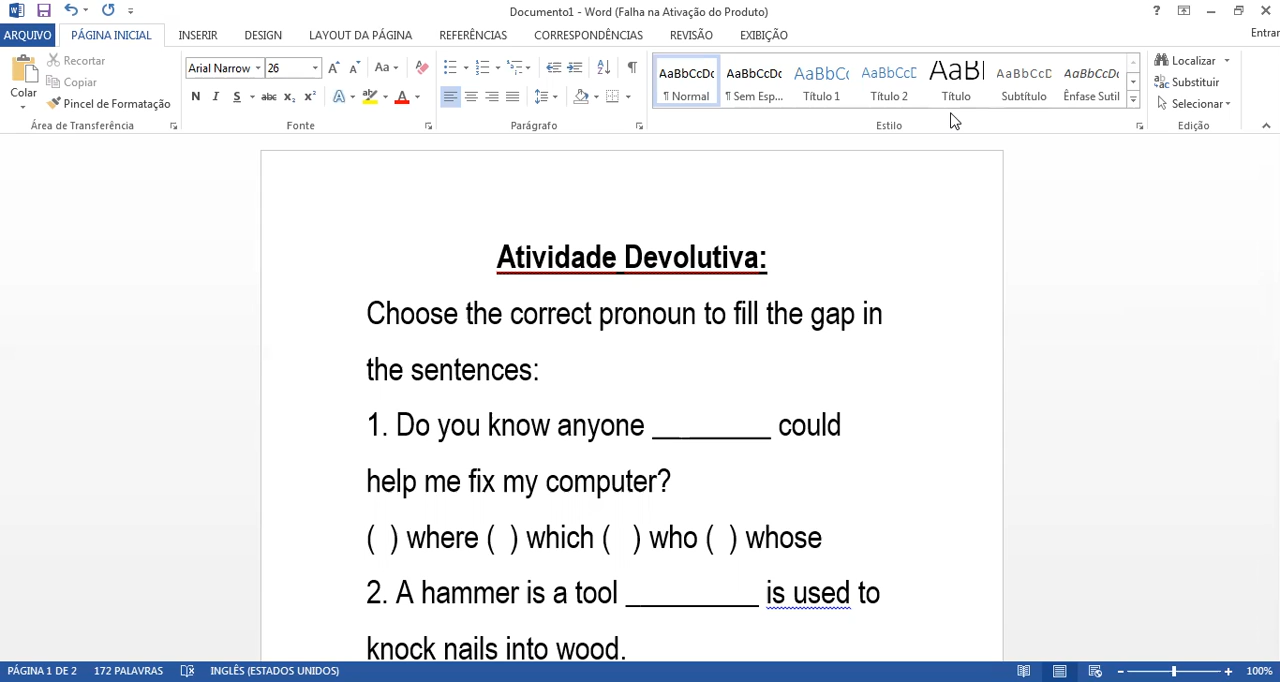 Documento1 - Word (Falha na Ativação do Produto)
ARQUIVO PÁGINA INICIAL INSERIR DESIGN LAYOUT DA PÁGINA REFERÊNCIAS CORRESPONDÊNCIAS REVISÃO EXIBIÇÃO Entrar
Colar
Recortar
Copiar
Pincel de Formatação
Área de Transferência
Arial Narrow 26
Fonte
Parágrafo
AaBbCcDc AaBbCcDc AaBbCc AaBbCcD AaBl AaBbCcD AaBbCcDc
¶ Normal ¶ Sem Esp... Título 1 Título 2 Título Subtítulo Ênfase Sutil
Estilo
Localizar
Substituir
Selecionar
Edição
Atividade Devolutiva:
Choose the correct pronoun to fill the gap in
the sentences:
1. Do you know anyone ________ could
help me fix my computer?
( ) where ( ) which ( ) who ( ) whose
2. A hammer is a tool _________ is used to
knock nails into wood.
PÁGINA 1 DE 2 172 PALAVRAS INGLÊS (ESTADOS UNIDOS) 100%